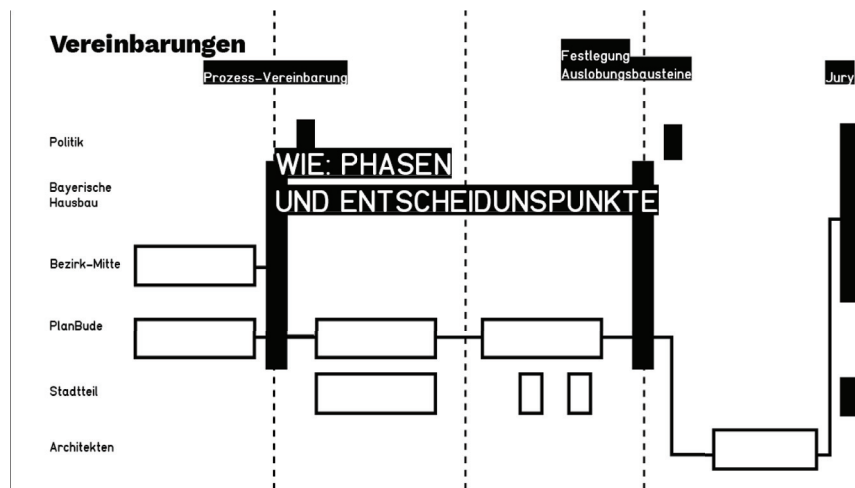 Vereinbarungen
Prozess-Vereinbarung
Festlegung
Auslobungsbausteine
Jury
Politik
WIE: PHASEN
Bayerische
Hausbau
UND ENTSCHEIDUNSPUNKTE
Bezirk-Mitte
PlanBude
Stadtteil
Architekten